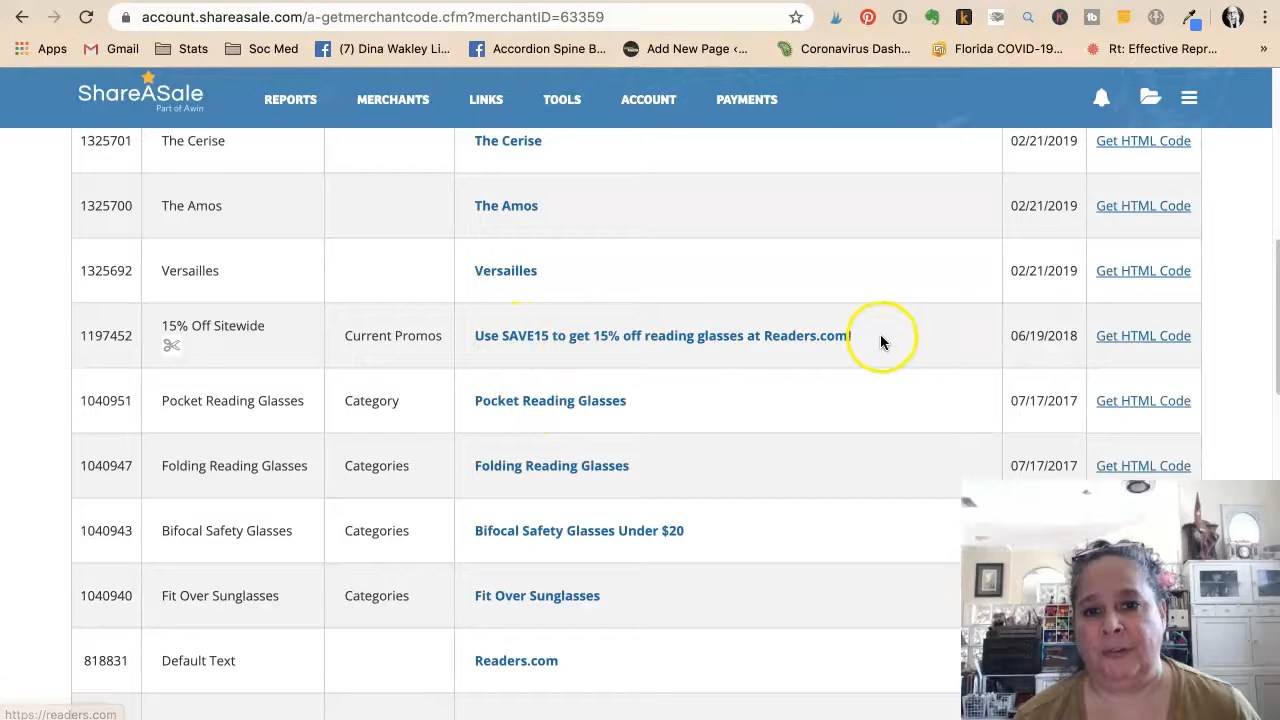 account.shareasale.com/a-getmerchantcode.cfm?merchantID=63359
Apps
Gmail
Stats
Soc Med
(7) Dina Wakley Li...
Accordion Spine B...
Add New Page ‹...
Coronavirus Dash...
Florida COVID-19...
Rt: Effective Repr...
»
ShareASale
Part of Awin
REPORTS
MERCHANTS
LINKS
TOOLS
ACCOUNT
PAYMENTS
1325701 The Cerise The Cerise 02/21/2019 Get HTML Code
1325700 The Amos The Amos 02/21/2019 Get HTML Code
1325692 Versailles Versailles 02/21/2019 Get HTML Code
1197452 15% Off Sitewide Current Promos Use SAVE15 to get 15% off reading glasses at Readers.com! 06/19/2018 Get HTML Code
1040951 Pocket Reading Glasses Category Pocket Reading Glasses 07/17/2017 Get HTML Code
1040947 Folding Reading Glasses Categories Folding Reading Glasses 07/17/2017 Get HTML Code
1040943 Bifocal Safety Glasses Categories Bifocal Safety Glasses Under $20
1040940 Fit Over Sunglasses Categories Fit Over Sunglasses
818831 Default Text Readers.com
https://readers.com